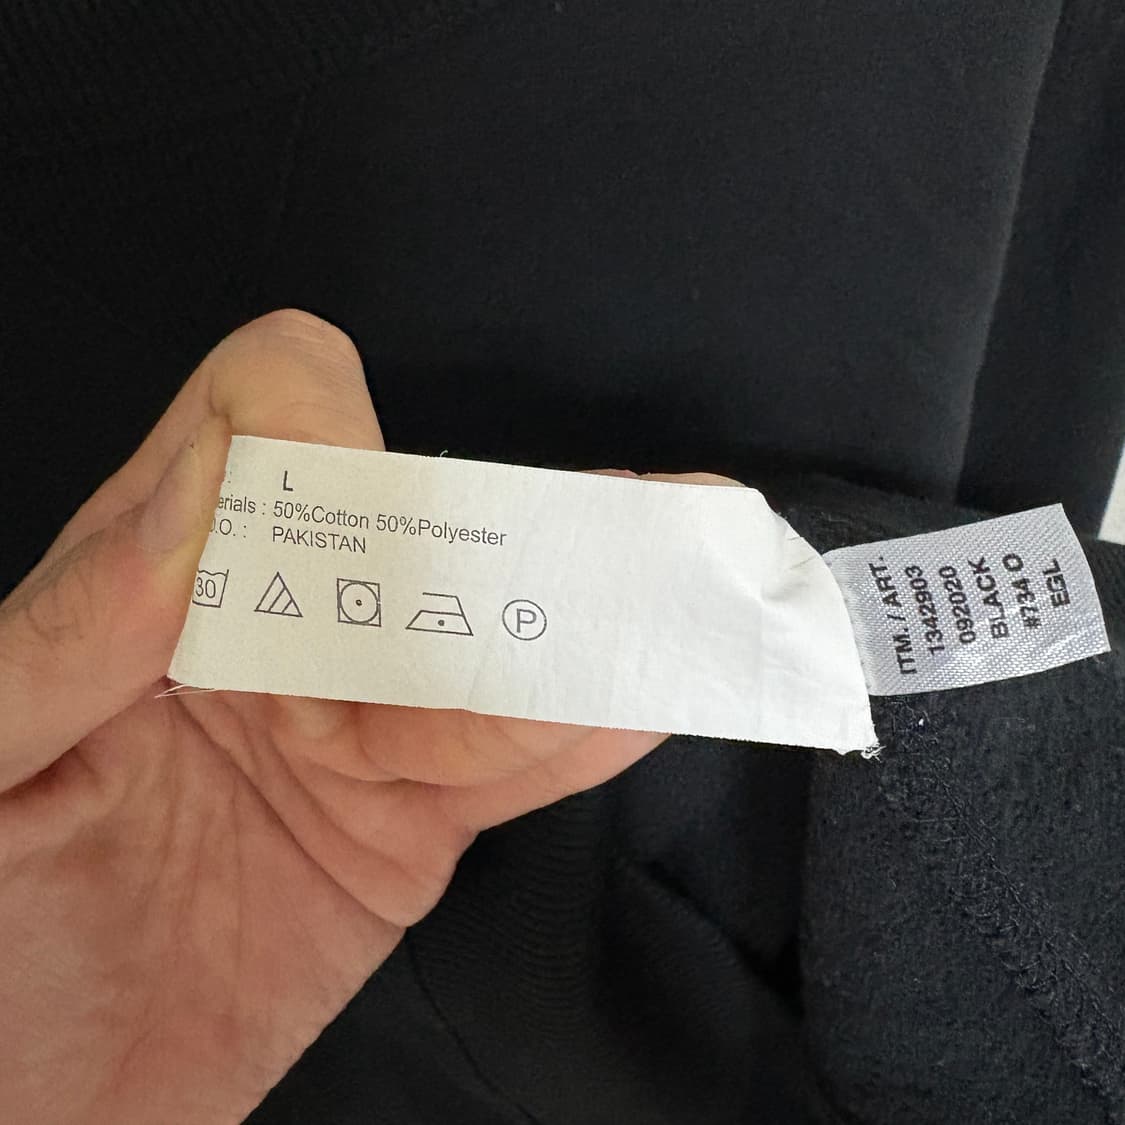 : L
erials : 50%Cotton 50%Polyester
.O. : PAKISTAN
30
P
ITM. / ART.
1342903
092020
BLACK
#734 O
EGL